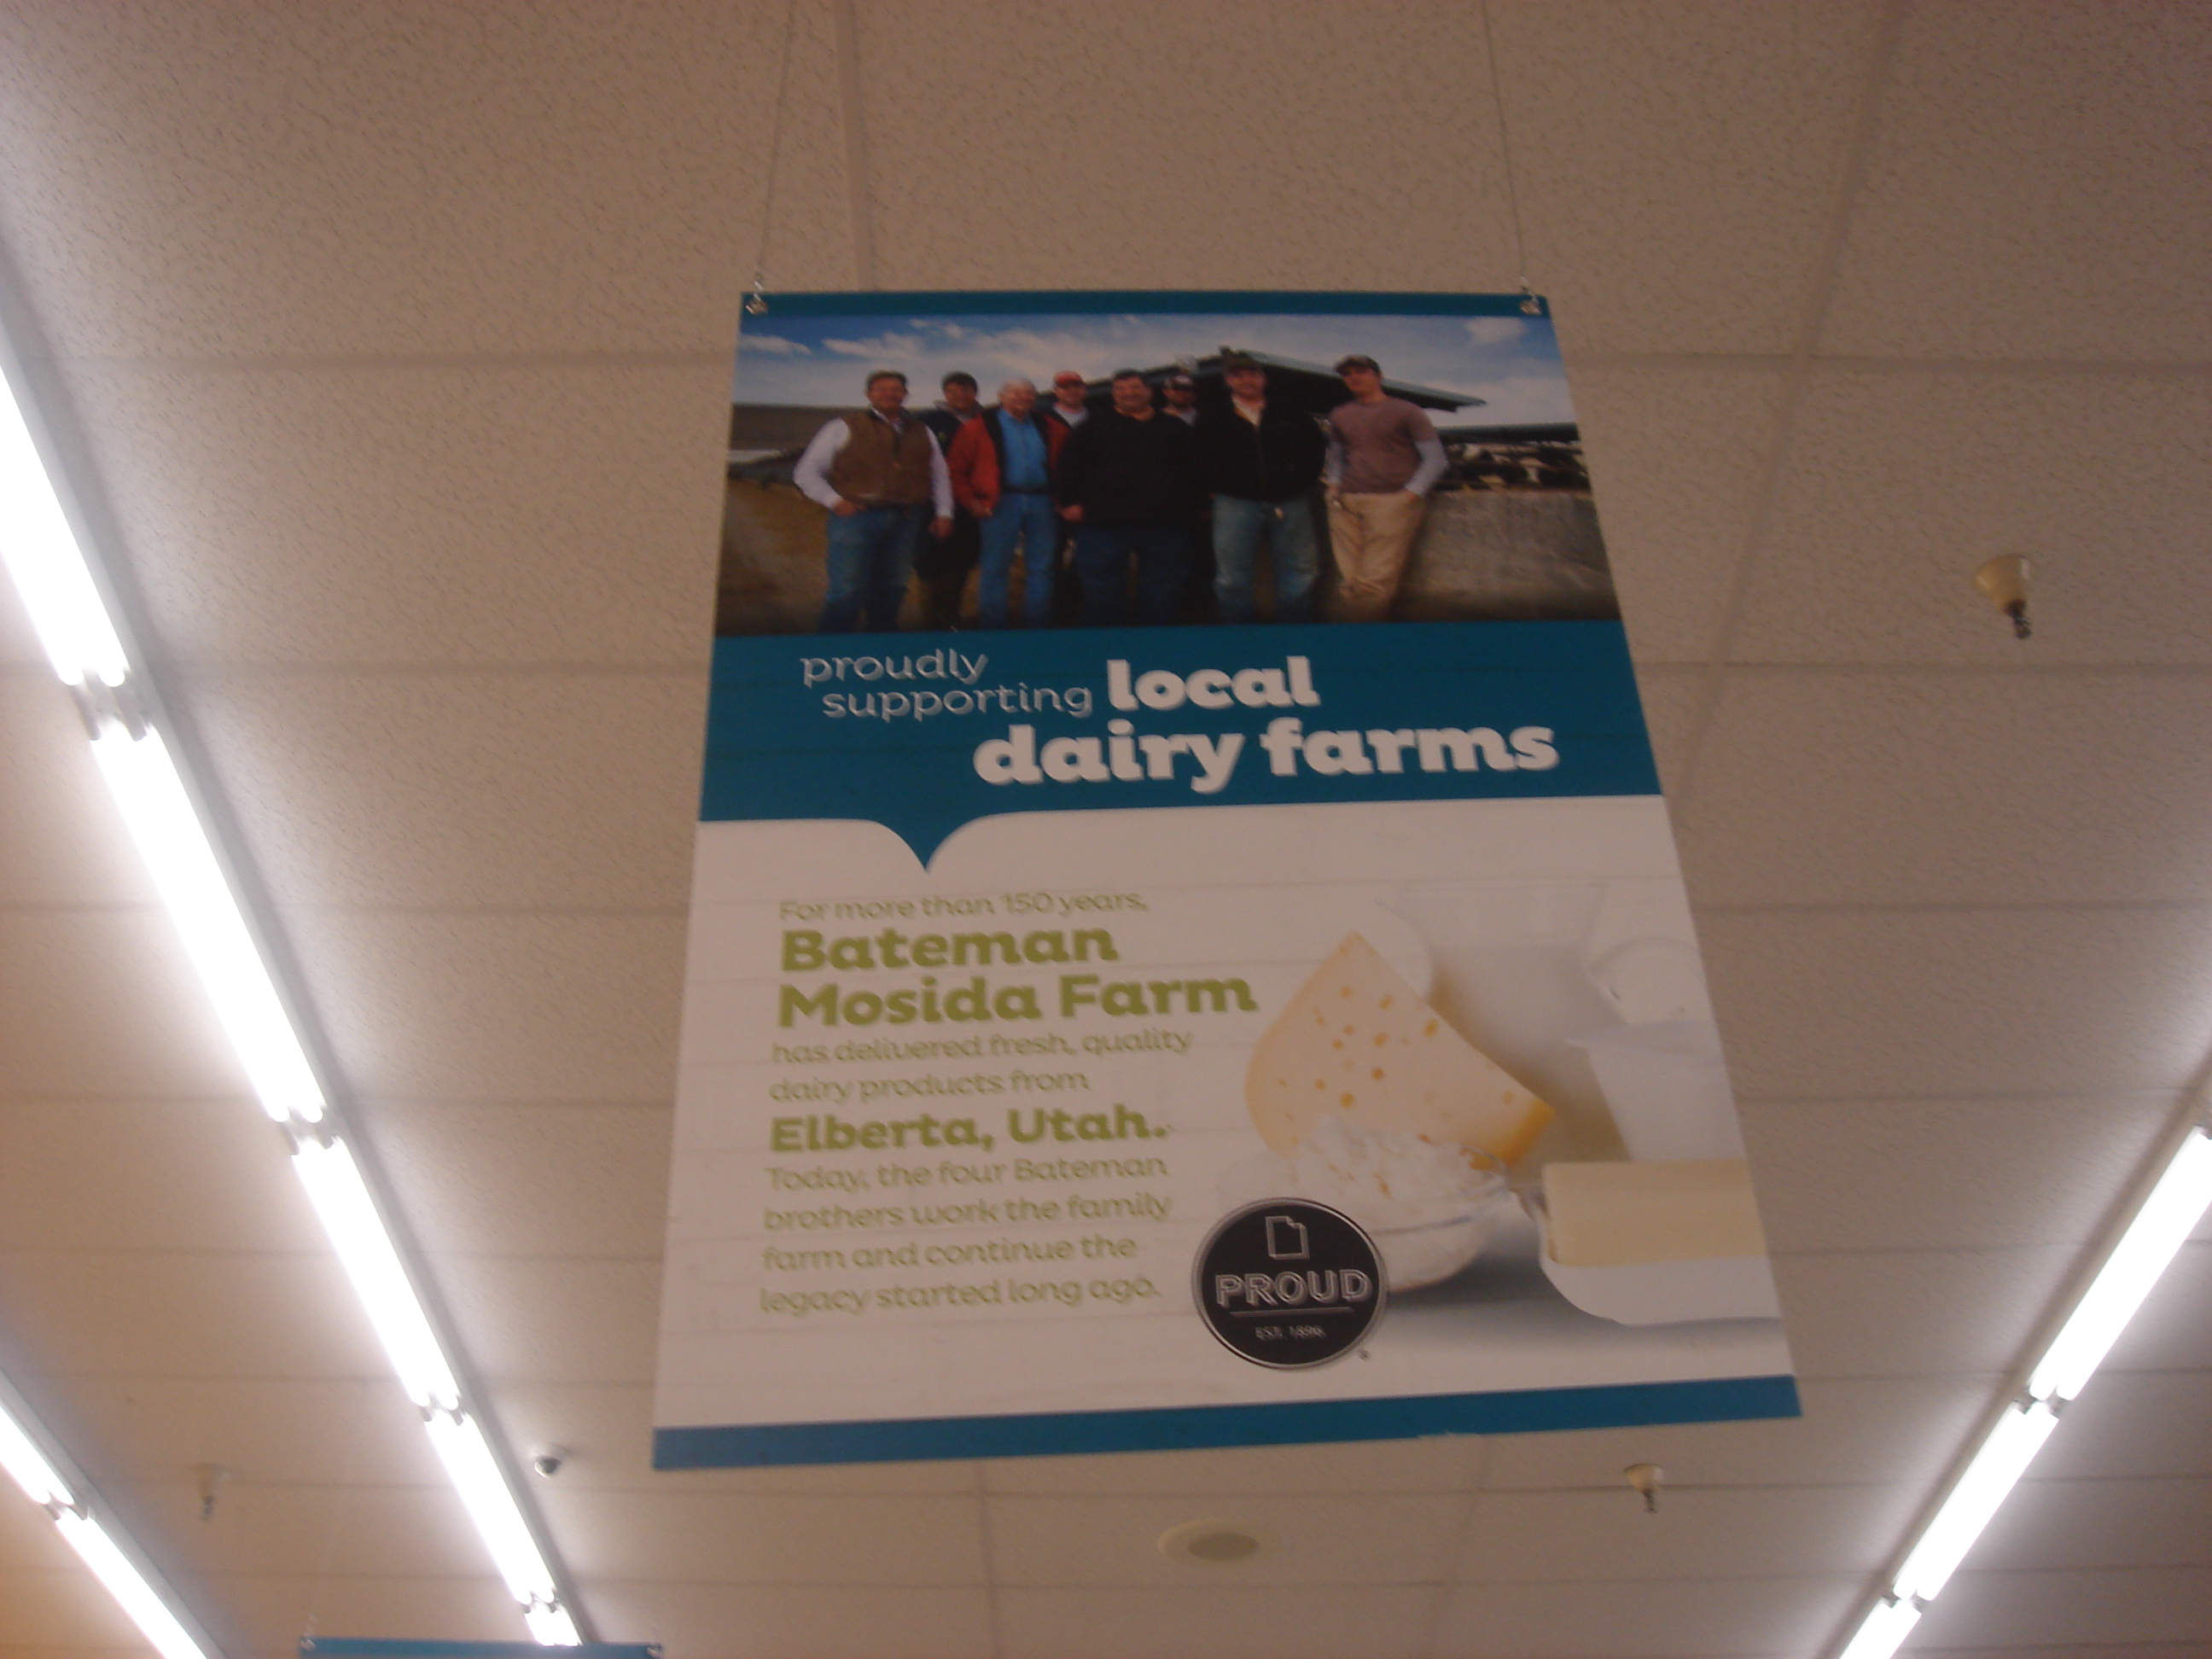 proudly
supporting local
dairy farms
For more than 150 years,
Bateman
Mosida Farm
has delivered fresh, quality
dairy products from
Elberta, Utah.
Today, the four Bateman
brothers work the family
farm and continue the
legacy started long ago.
PROUD
EST. 1896